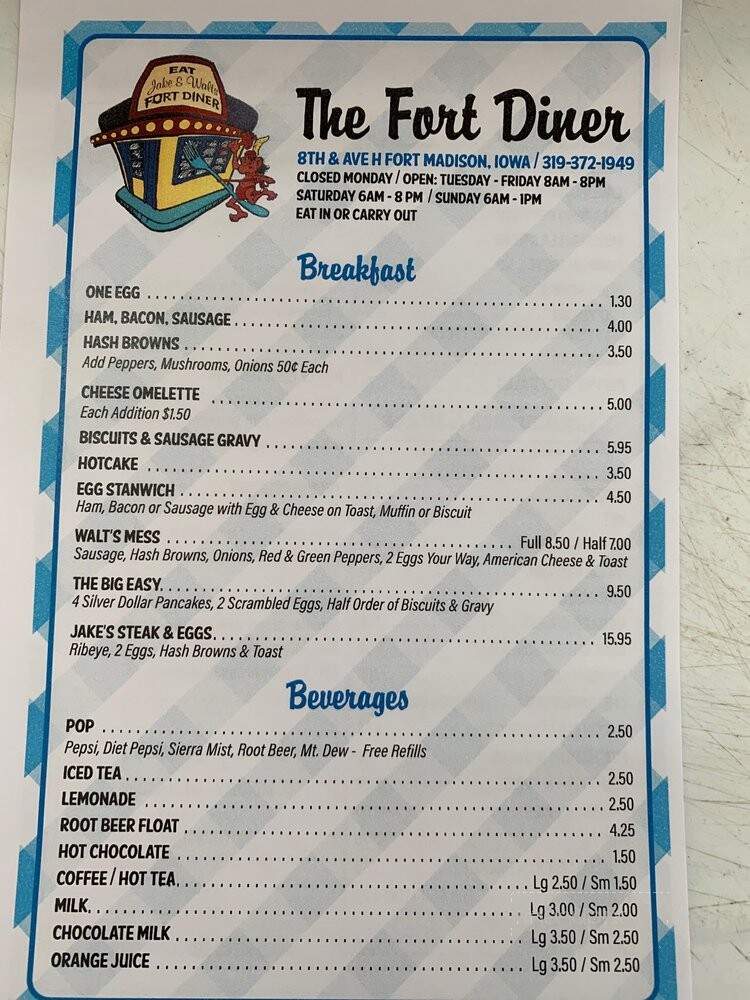 EAT
Jake & Walt's
FORT DINER
The Fort Diner
8TH & AVE H FORT MADISON, IOWA / 319-372-1949
CLOSED MONDAY / OPEN: TUESDAY - FRIDAY 8AM - 8PM
SATURDAY 6AM - 8 PM / SUNDAY 6AM - 1PM
EAT IN OR CARRY OUT
Breakfast
ONE EGG 1.30
HAM, BACON, SAUSAGE 4.00
HASH BROWNS 3.50
Add Peppers, Mushrooms, Onions 50¢ Each
CHEESE OMELETTE 5.00
Each Addition $1.50
BISCUITS & SAUSAGE GRAVY 5.95
HOTCAKE 3.50
EGG STANWICH 4.50
Ham, Bacon or Sausage with Egg & Cheese on Toast, Muffin or Biscuit
WALT'S MESS Full 8.50 / Half 7.00
Sausage, Hash Browns, Onions, Red & Green Peppers, 2 Eggs Your Way, American Cheese & Toast
THE BIG EASY 9.50
4 Silver Dollar Pancakes, 2 Scrambled Eggs, Half Order of Biscuits & Gravy
JAKE'S STEAK & EGGS 15.95
Ribeye, 2 Eggs, Hash Browns & Toast
Beverages
POP 2.50
Pepsi, Diet Pepsi, Sierra Mist, Root Beer, Mt. Dew - Free Refills
ICED TEA 2.50
LEMONADE 2.50
ROOT BEER FLOAT 4.25
HOT CHOCOLATE 1.50
COFFEE / HOT TEA Lg 2.50 / Sm 1.50
MILK Lg 3.00 / Sm 2.00
CHOCOLATE MILK Lg 3.50 / Sm 2.50
ORANGE JUICE Lg 3.50 / Sm 2.50